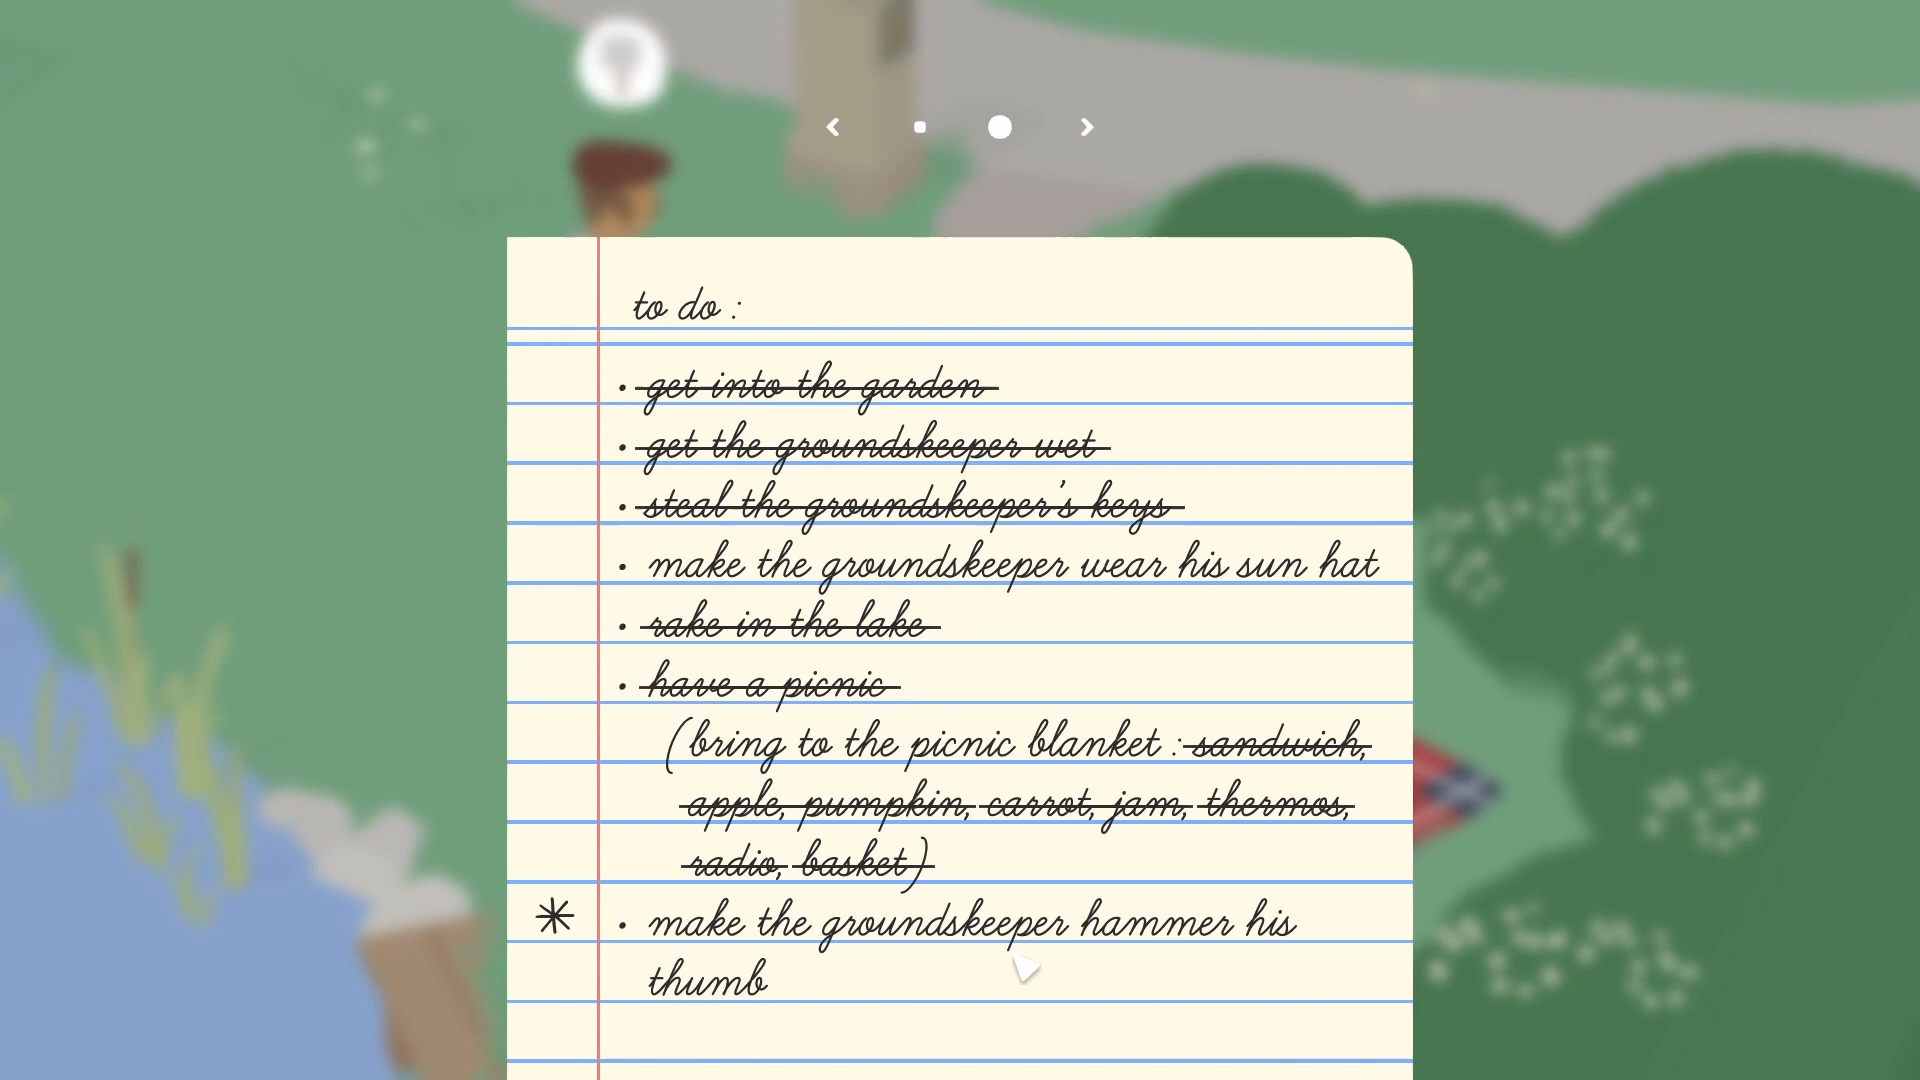 to do :
• get into the garden
• get the groundskeeper wet
• steal the groundskeeper's keys
• make the groundskeeper wear his sun hat
• rake in the lake
• have a picnic
(bring to the picnic blanket : sandwich,
apple, pumpkin, carrot, jam, thermos,
radio, basket)
* • make the groundskeeper hammer his
thumb